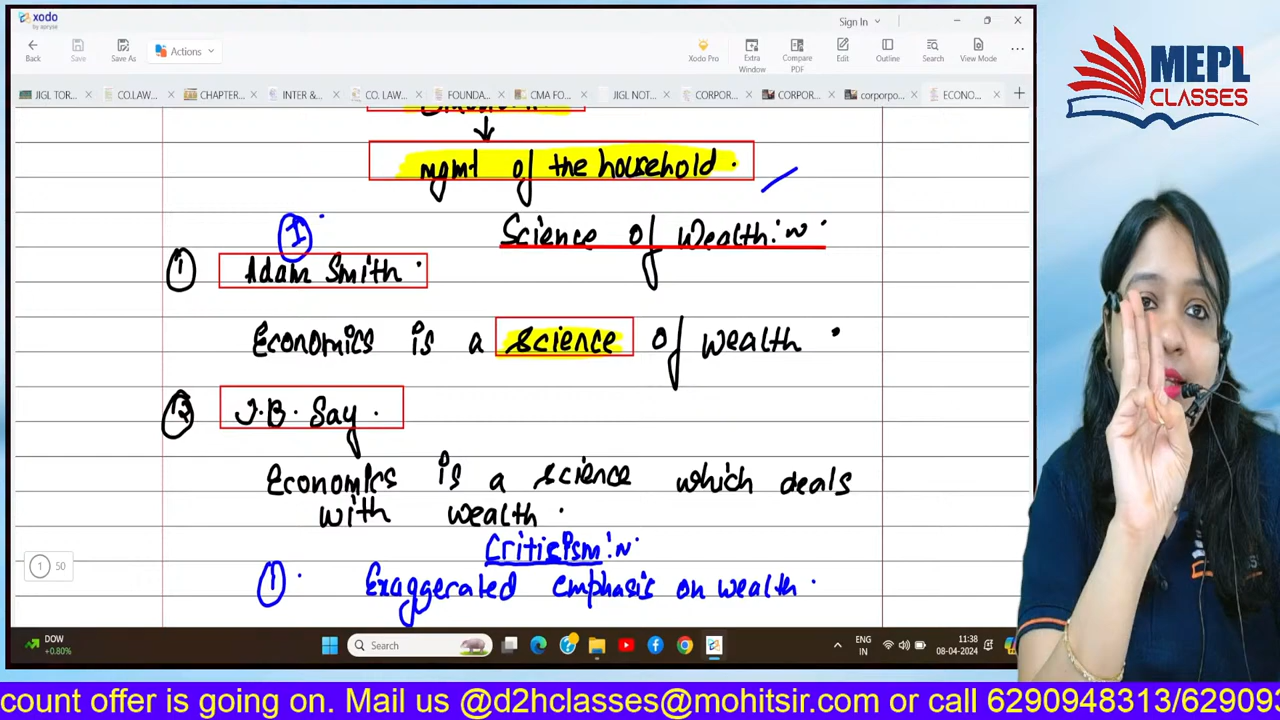 xodo
by apryse
Sign In
Back
Save
Save As
Actions
Xodo Pro
Extra Window
Compare PDF
Edit
Outline
Search
View Mode
MEPL
CLASSES
JIGL TOR...
CO.LAW...
CHAPTER...
INTER &...
CO.LAW...
FOUNDA...
CMA FO...
JIGL NOT...
CORPOR...
CORPOR...
corporpo...
ECONO...
mgmt of the household.
Science of Wealth:~
I
① Adam Smith.
Economics is a science of wealth.
② J.B. Say.
Economics is a science which deals
with wealth.
Criticism:~
① Exaggerated emphasis on wealth.
1 50
DOW
+0.80%
Search
ENG
IN
11:38
08-04-2024
count offer is going on. Mail us @d2hclasses@mohitsir.com or call 6290948313/62909